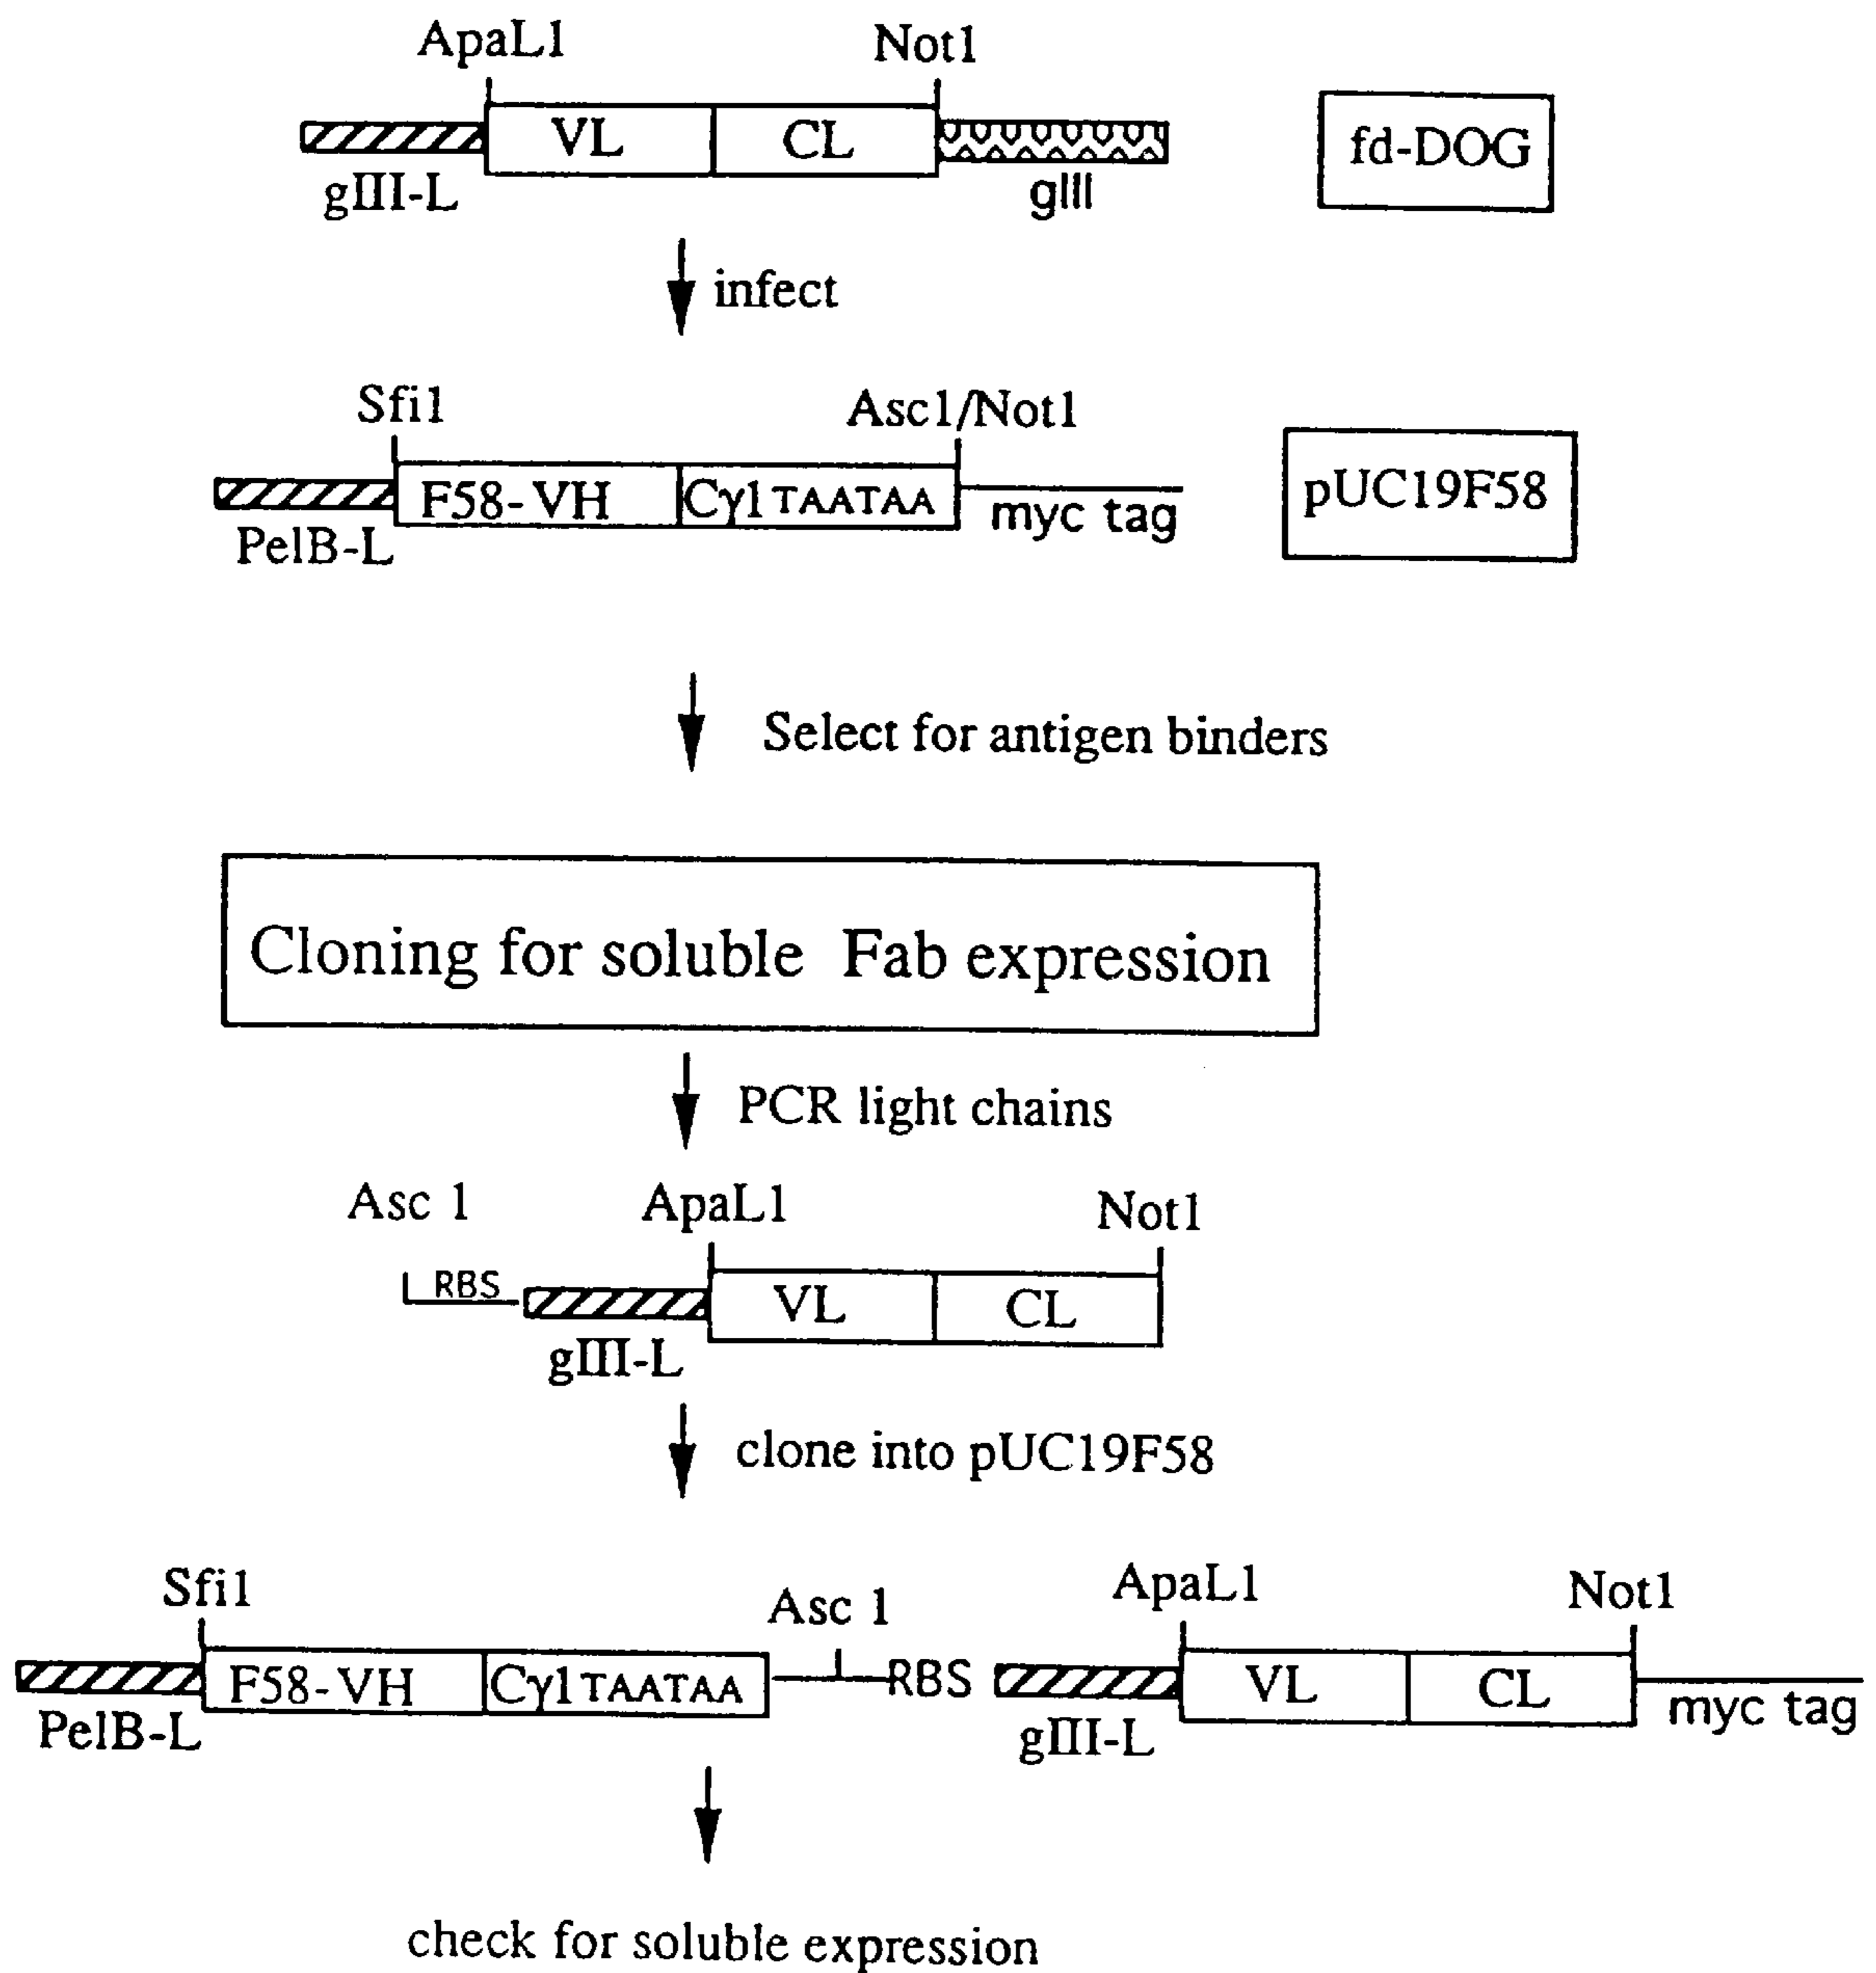 ApaL1 Not1
VL CL
fd-DOG
gIII-L gIII
infect
Sfi1 Asc1/Not1
F58-VH Cγ1 TAATAA
pUC19F58
PelB-L myc tag
Select for antigen binders
Cloning for soluble Fab expression
PCR light chains
Asc 1 ApaL1 Not1
RBS VL CL
gIII-L
clone into pUC19F58
Sfi1 Asc 1 ApaL1 Not1
F58-VH Cγ1 TAATAA RBS VL CL
PelB-L gIII-L myc tag
check for soluble expression